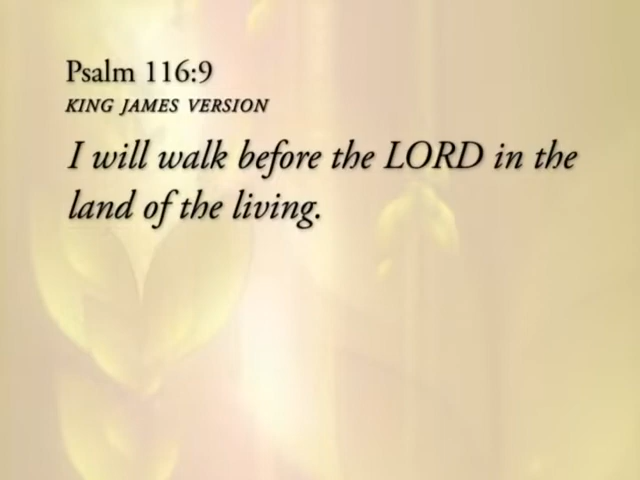 Psalm 116:9
KING JAMES VERSION
I will walk before the LORD in the
land of the living.